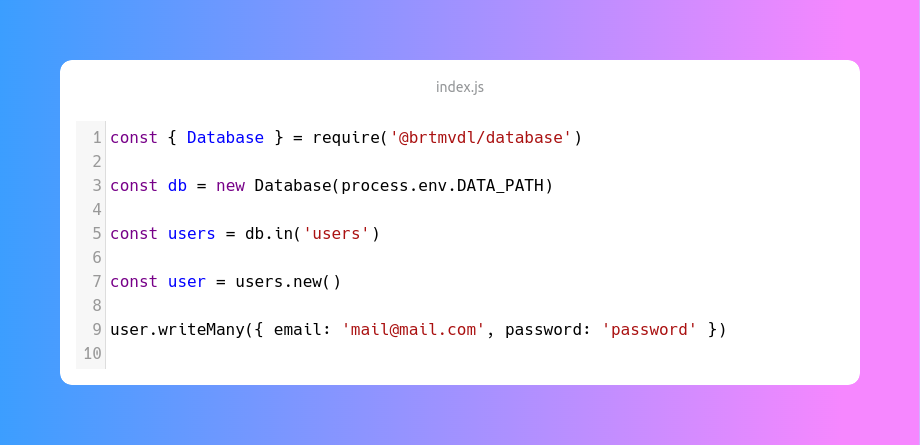 index.js
1 const { Database } = require('@brtmvdl/database')
2
3 const db = new Database(process.env.DATA_PATH)
4
5 const users = db.in('users')
6
7 const user = users.new()
8
9 user.writeMany({ email: 'mail@mail.com', password: 'password' })
10